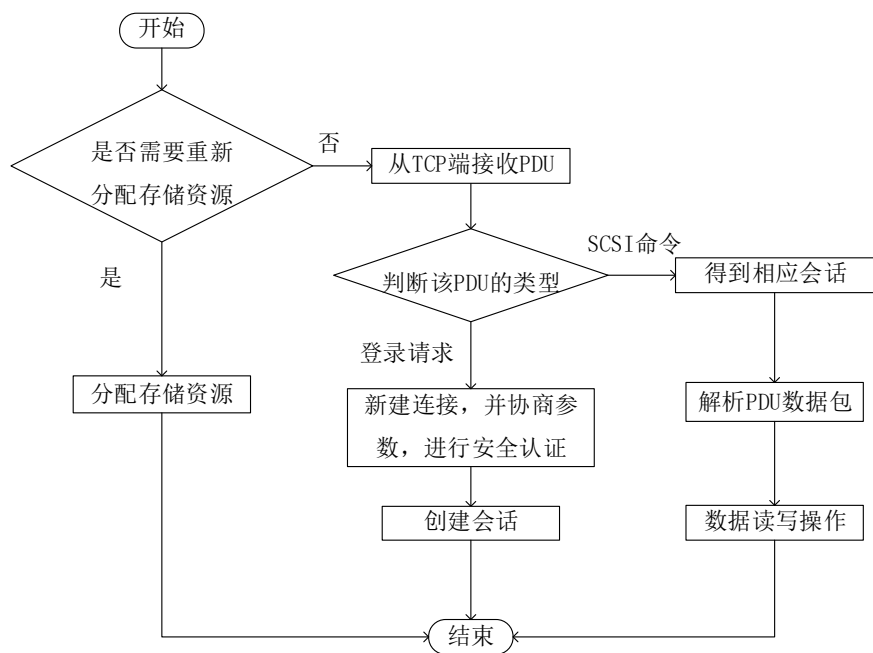 开始
是否需要重新
分配存储资源
否
从TCP端接收PDU
SCSI命令
判断该PDU的类型
得到相应会话
是
登录请求
分配存储资源
新建连接，并协商参
数，进行安全认证
解析PDU数据包
创建会话
数据读写操作
结束